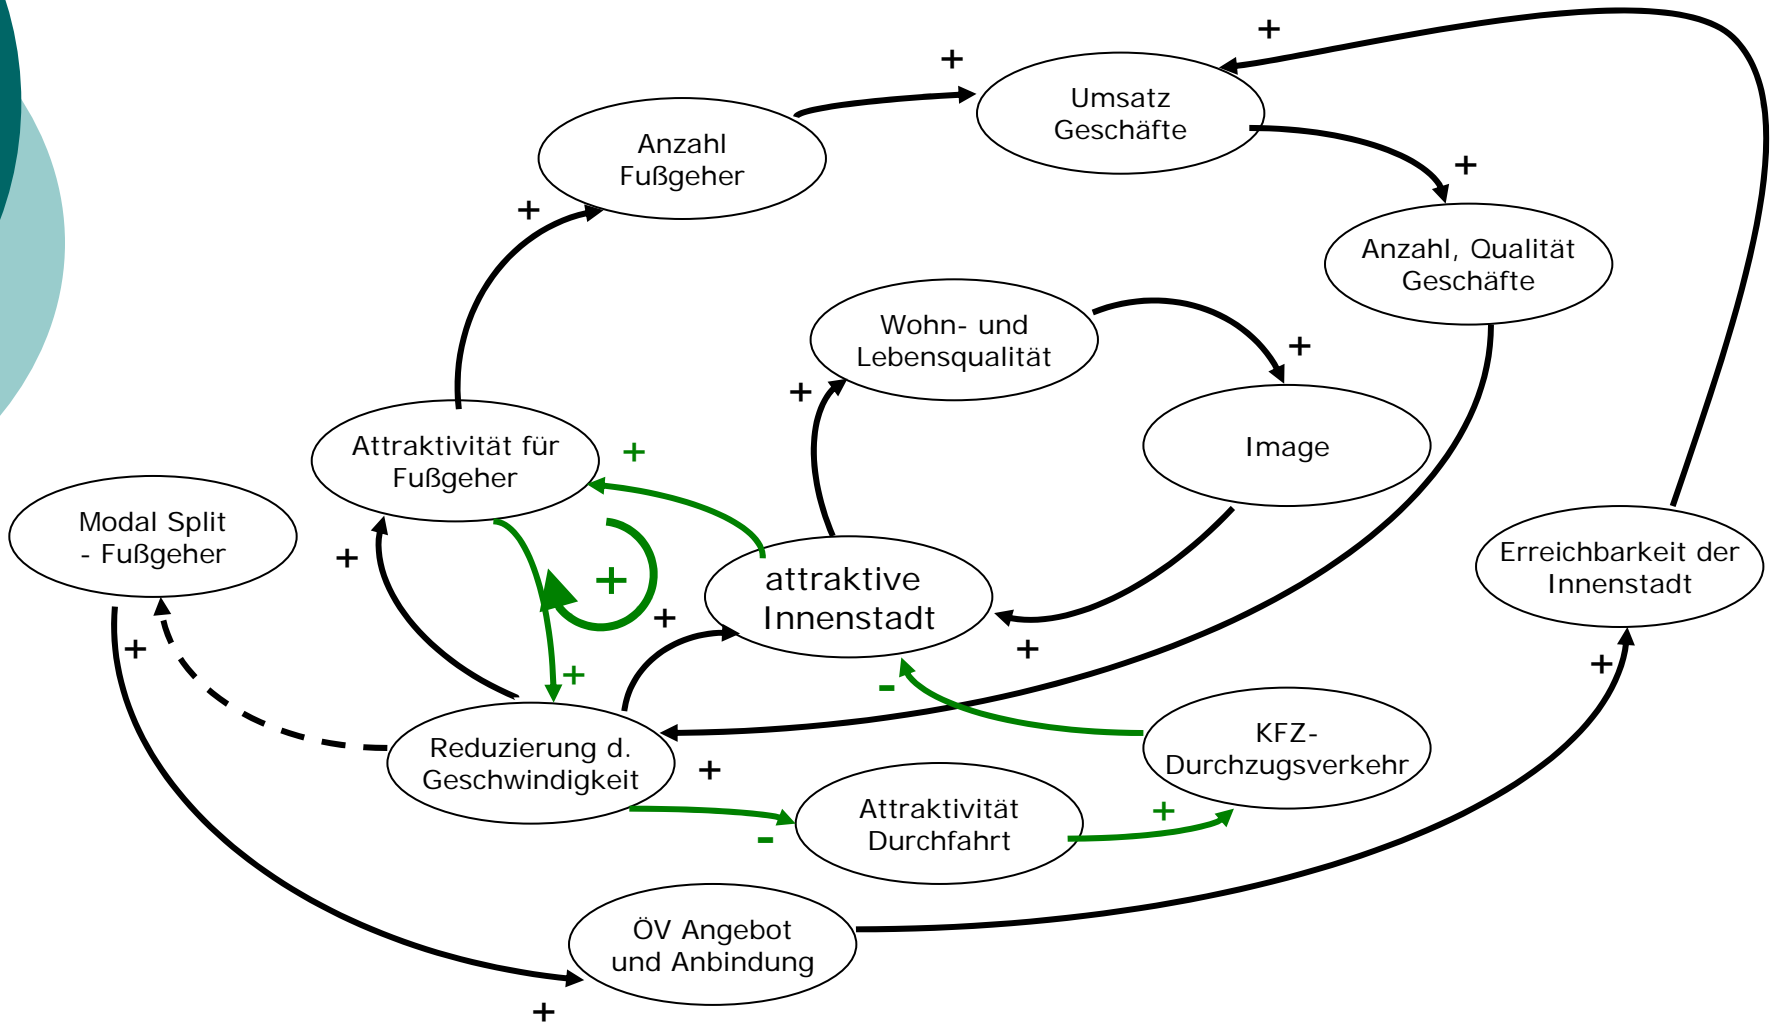 +
+
Umsatz
Geschäfte
Anzahl
Fußgeher
+
+
Anzahl, Qualität
Geschäfte
Wohn- und
Lebensqualität
+
+
Attraktivität für
Fußgeher
+
Image
Modal Split
- Fußgeher
Erreichbarkeit der
Innenstadt
+
+
attraktive
Innenstadt
+
+
+
+
+
-
Reduzierung d.
Geschwindigkeit
+
KFZ-
Durchzugsverkehr
Attraktivität
Durchfahrt
-
+
ÖV Angebot
und Anbindung
+